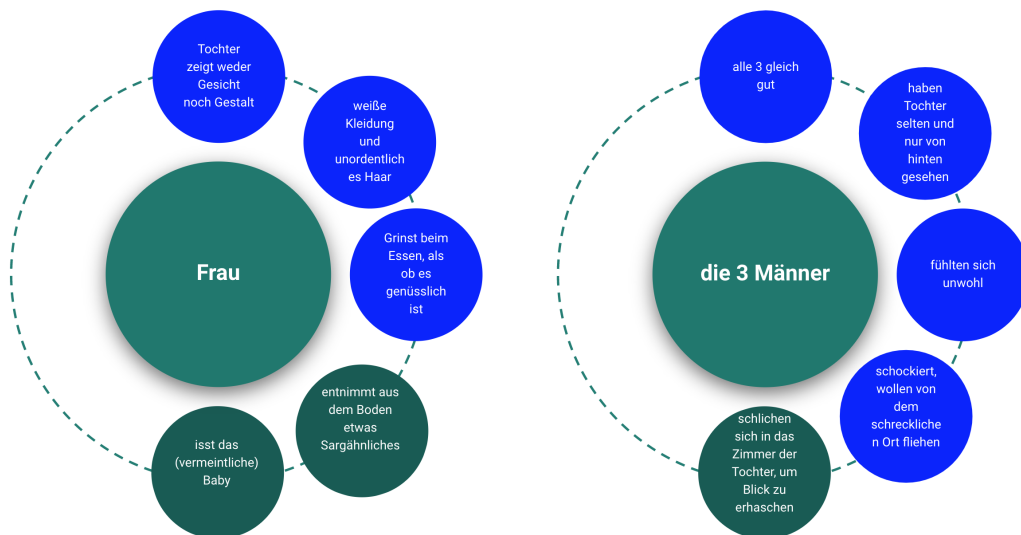 Tochter
zeigt weder
Gesicht
noch Gestalt
weiße
Kleidung
und
unordentlich
es Haar
Grinst beim
Essen, als
ob es
genüsslich
ist
entnimmt aus
dem Boden
etwas
Sargähnliches
isst das
(vermeintliche)
Baby
Frau
alle 3 gleich
gut
haben
Tochter
selten und
nur von
hinten
gesehen
fühlten sich
unwohl
schockiert,
wollen von
dem
schreckliche
n Ort fliehen
schlichen
sich in das
Zimmer der
Tochter, um
Blick zu
erhaschen
die 3 Männer